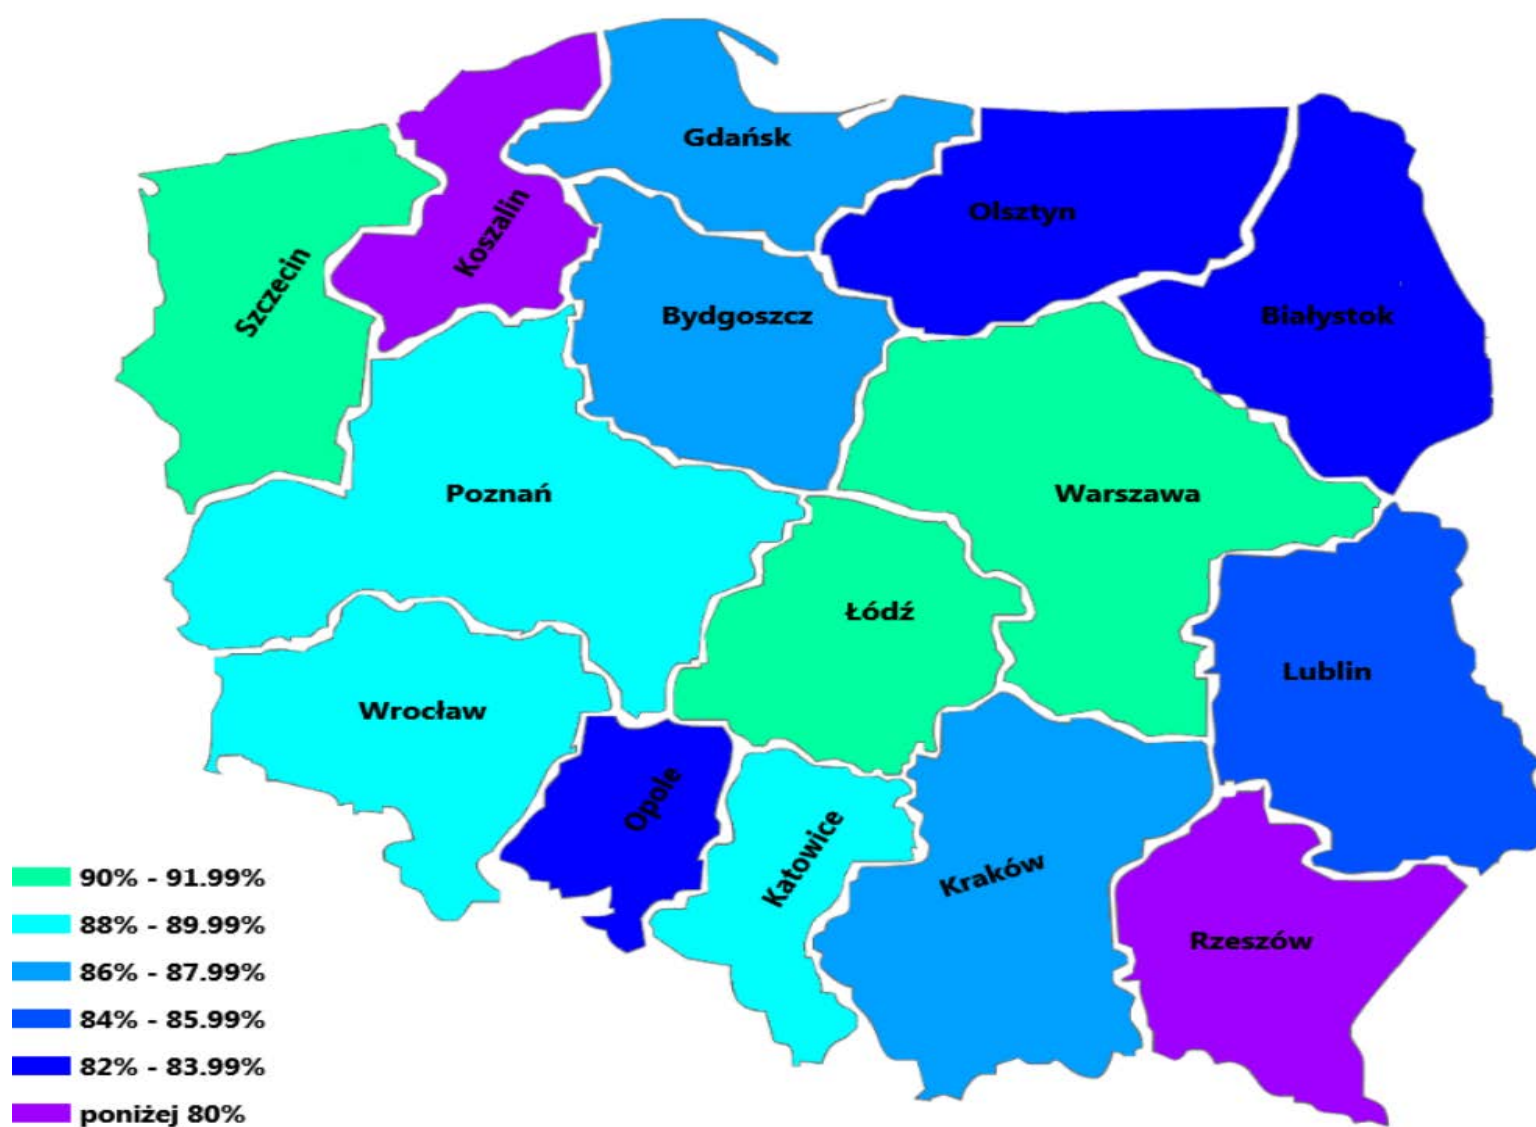 Gdańsk
Olsztyn
Koszalin
Szczecin
Bydgoszcz
Białystok
Poznań
Warszawa
Łódź
Lublin
Wrocław
Opole
Katowice
Kraków
Rzeszów
90% - 91.99%
88% - 89.99%
86% - 87.99%
84% - 85.99%
82% - 83.99%
poniżej 80%